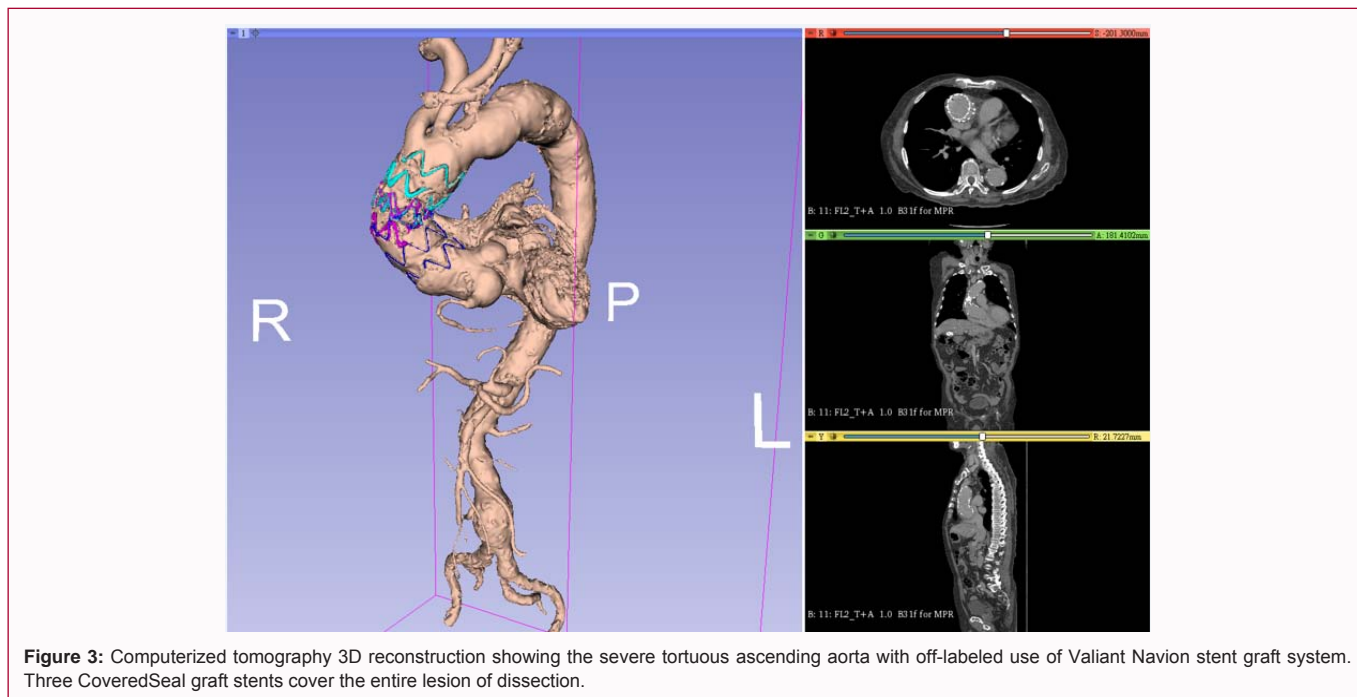 1
R
P
L
R S: -201.3000mm
B: 11: FL2_T+A 1.0 B31f for MPR
G A: 181.4102mm
B: 11: FL2_T+A 1.0 B31f for MPR
Y R: 21.7227mm
B: 11: FL2_T+A 1.0 B31f for MPR
Figure 3: Computerized tomography 3D reconstruction showing the severe tortuous ascending aorta with off-labeled use of Valiant Navion stent graft system.
Three CoveredSeal graft stents cover the entire lesion of dissection.